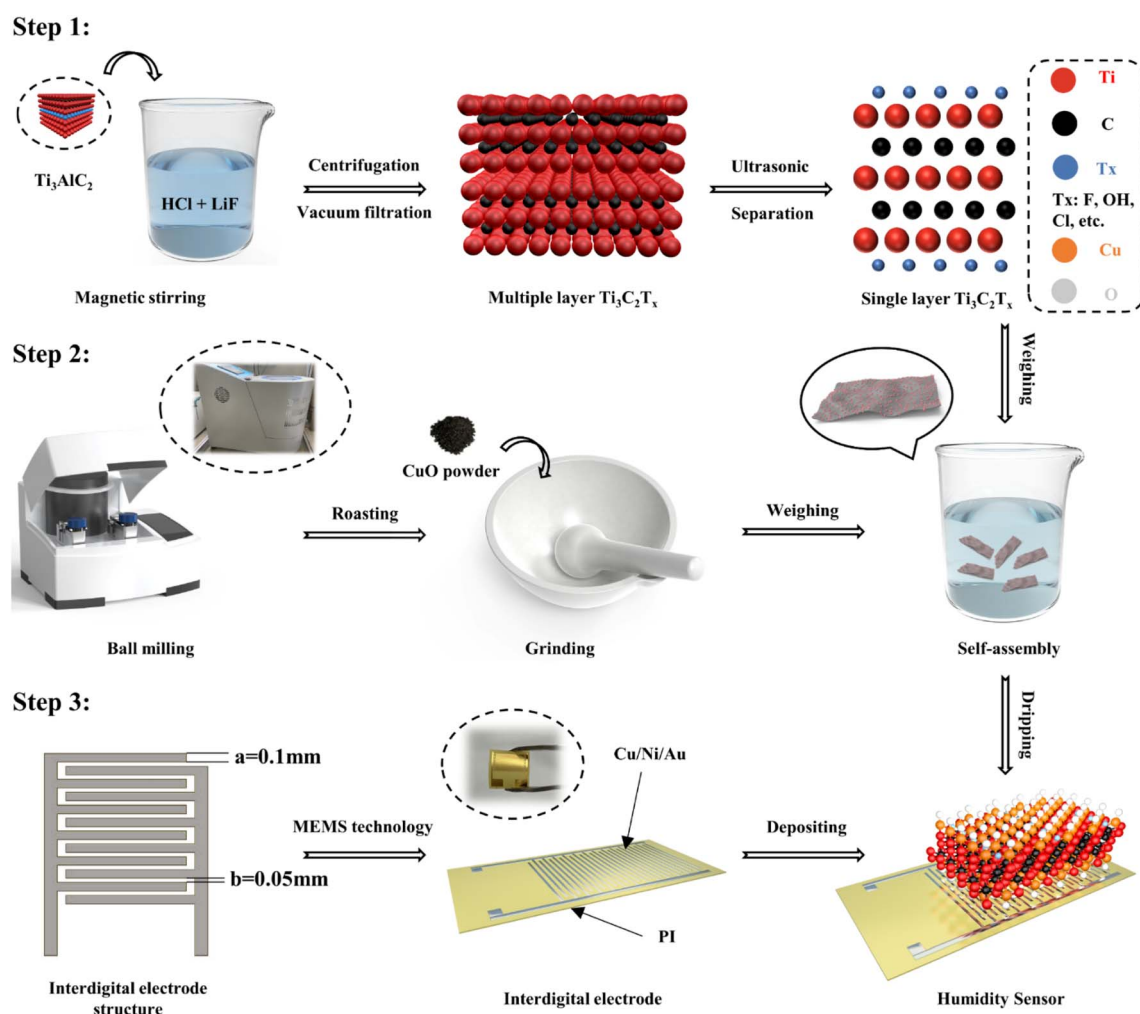 Step 1:
Ti₃AlC₂
HCl + LiF
Magnetic stirring
Centrifugation
Vacuum filtration
Multiple layer Ti₃C₂Tₓ
Ultrasonic
Separation
Single layer Ti₃C₂Tₓ
Ti
C
Tx
Tx: F, OH,
Cl, etc.
Cu
O
Weighing
Step 2:
Ball milling
Roasting
CuO powder
Grinding
Weighing
Self-assembly
Dripping
Step 3:
a=0.1mm
b=0.05mm
Interdigital electrode
structure
MEMS technology
Cu/Ni/Au
PI
Interdigital electrode
Depositing
Humidity Sensor